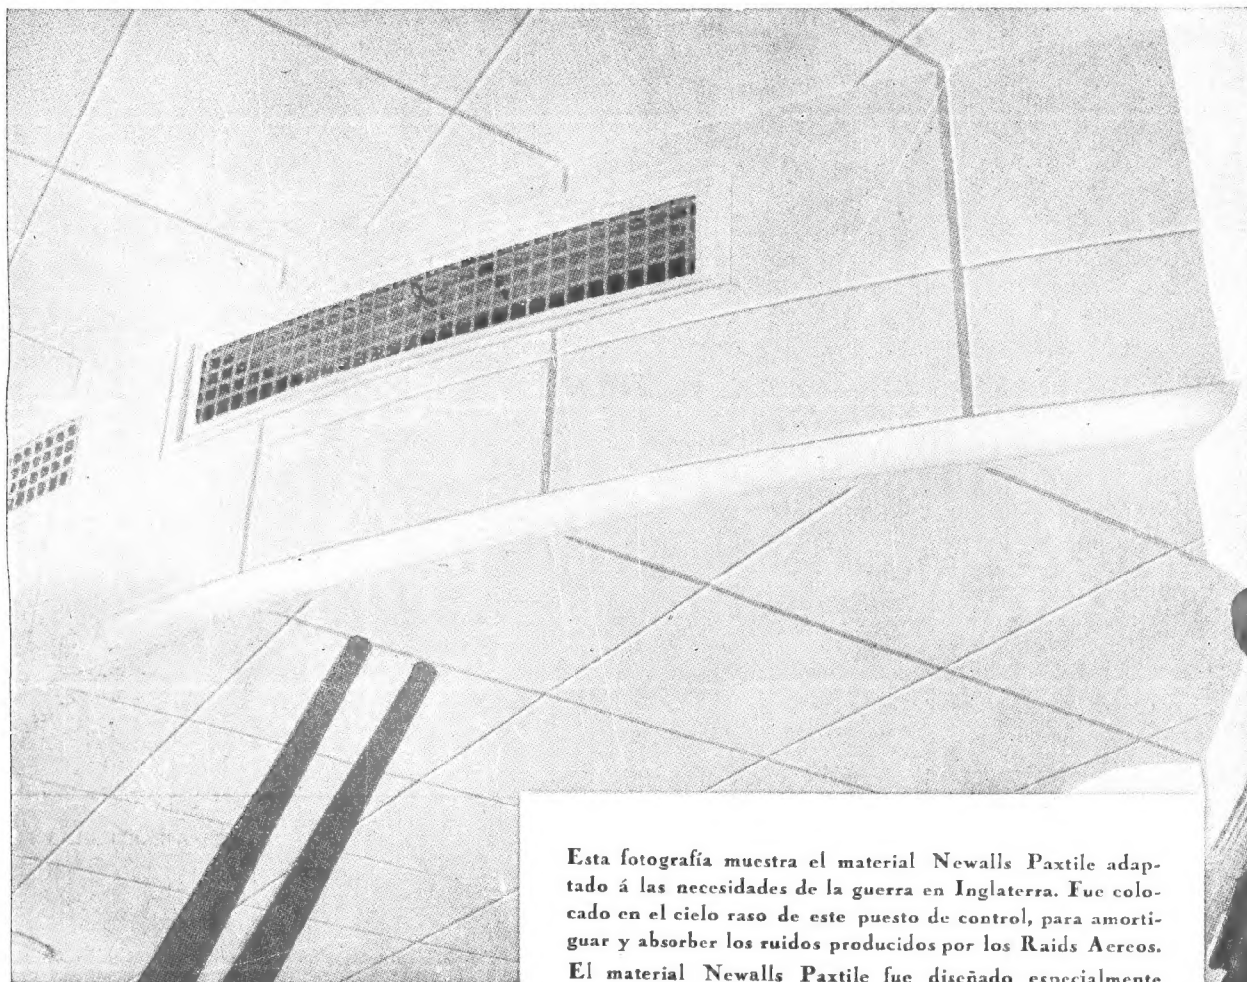 Esta fotografía muestra el material Newalls Paxtile adap-
tado á las necesidades de la guerra en Inglaterra. Fue colo-
cado en el cielo raso de este puesto de control, para amorti-
guar y absorber los ruidos producidos por los Raids Aereos.
El material Newalls Paxtile fue diseñado especialmente